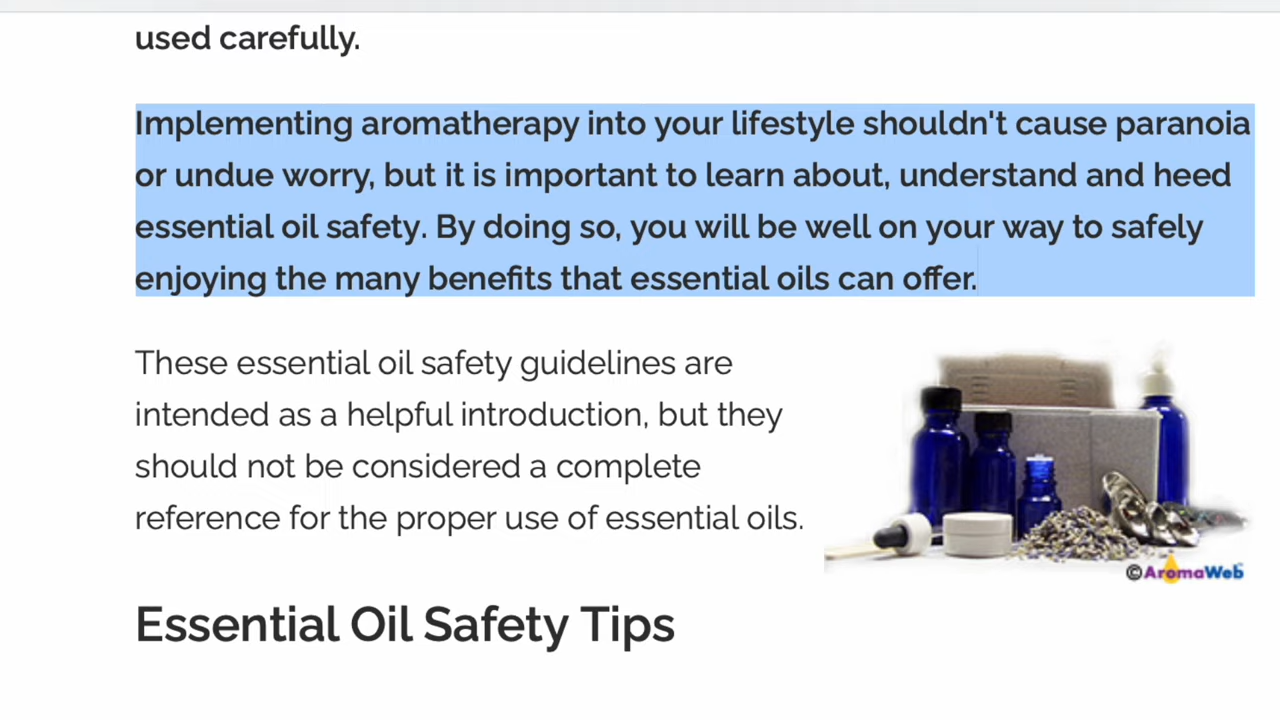 used carefully.
Implementing aromatherapy into your lifestyle shouldn't cause paranoia
or undue worry, but it is important to learn about, understand and heed
essential oil safety. By doing so, you will be well on your way to safely
enjoying the many benefits that essential oils can offer.
These essential oil safety guidelines are
intended as a helpful introduction, but they
should not be considered a complete
reference for the proper use of essential oils.
©AromaWeb
Essential Oil Safety Tips